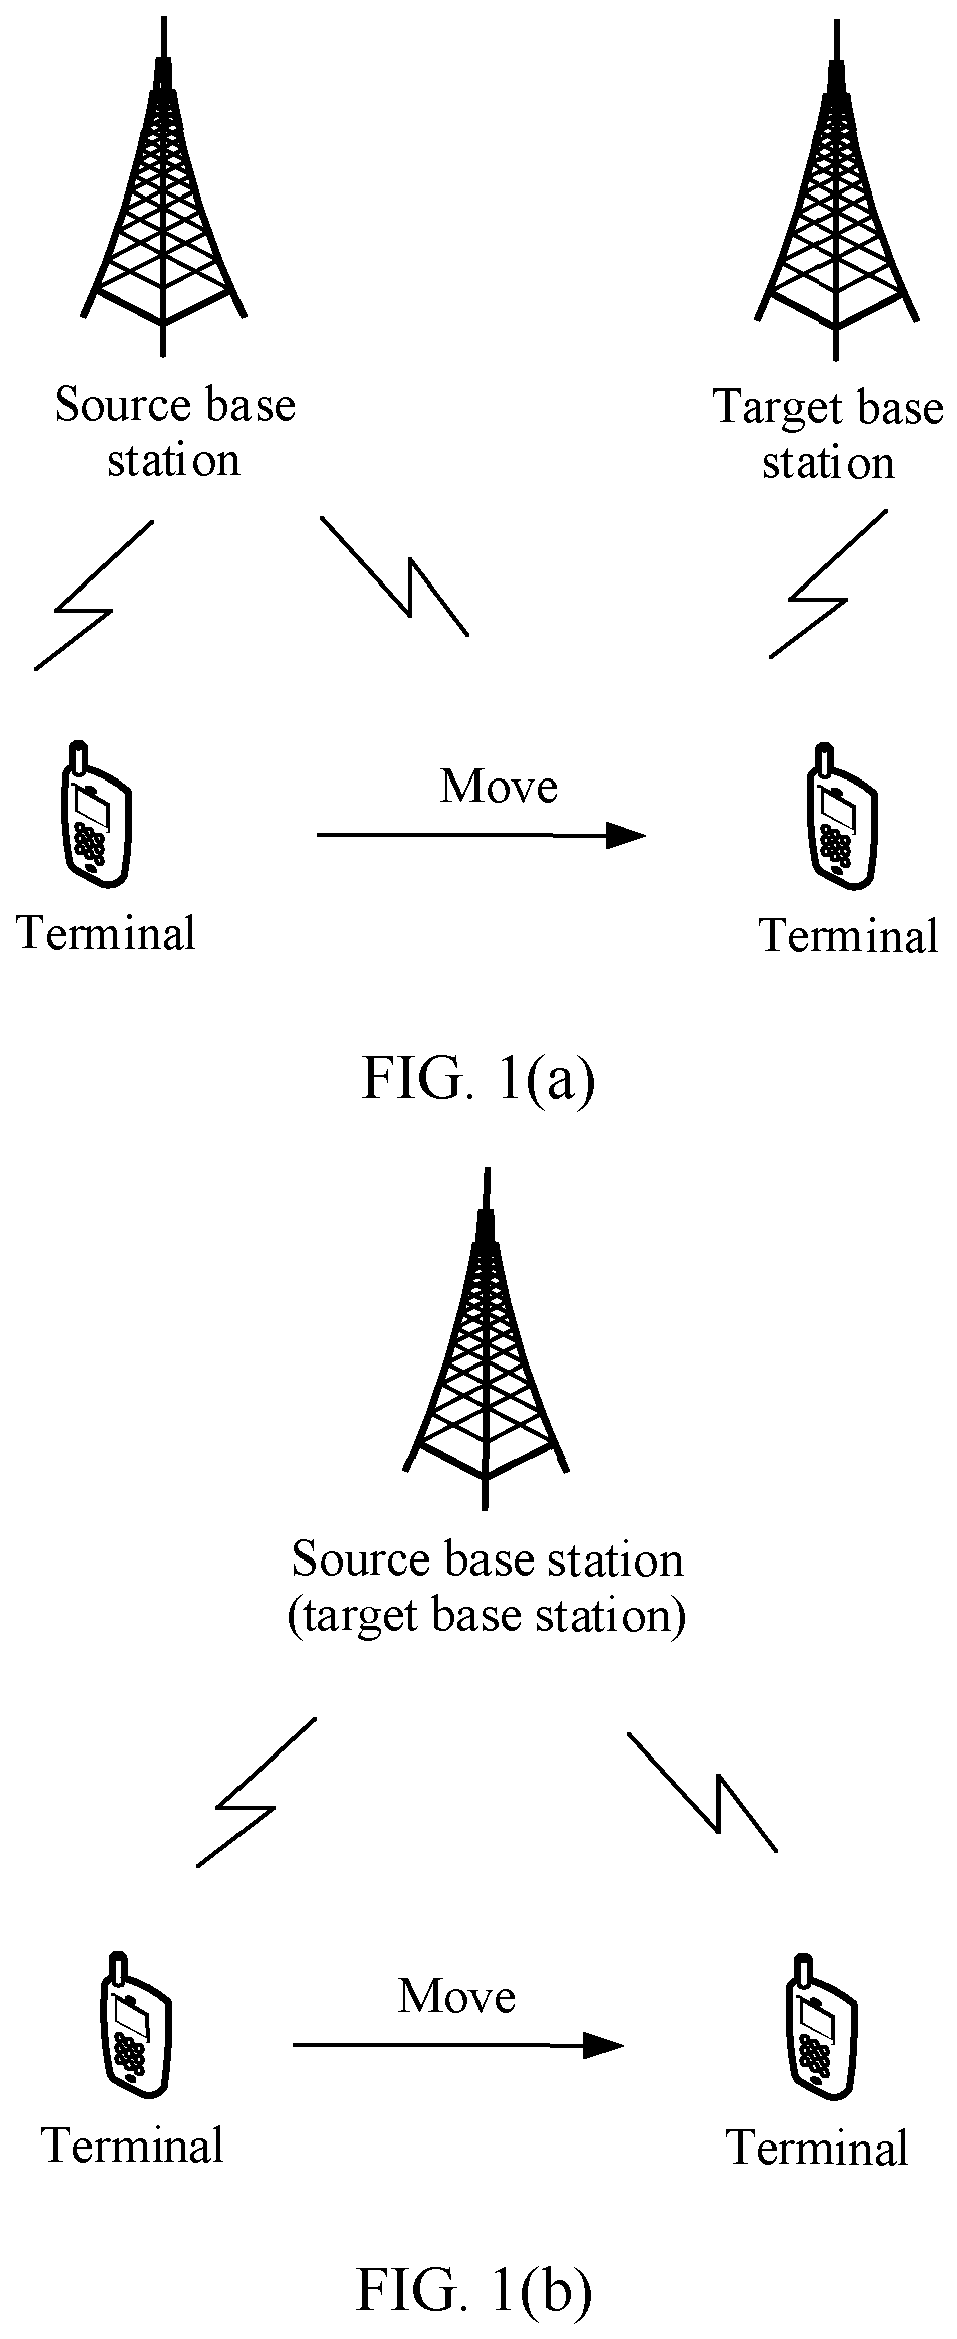 Source base
station
Target base
station
Move
Terminal
Terminal
FIG. 1(a)
Source base station
(target base station)
Move
Terminal
Terminal
FIG. 1(b)